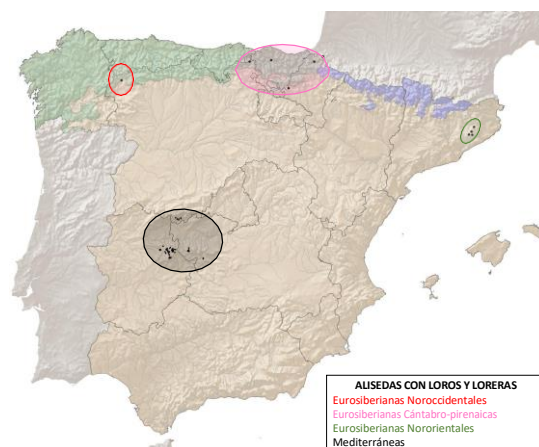 ALISEDAS CON LOROS Y LORERAS
Eurosiberianas Noroccidentales
Eurosiberianas Cántabro-pirenaicas
Eurosiberianas Nororientales
Mediterráneas